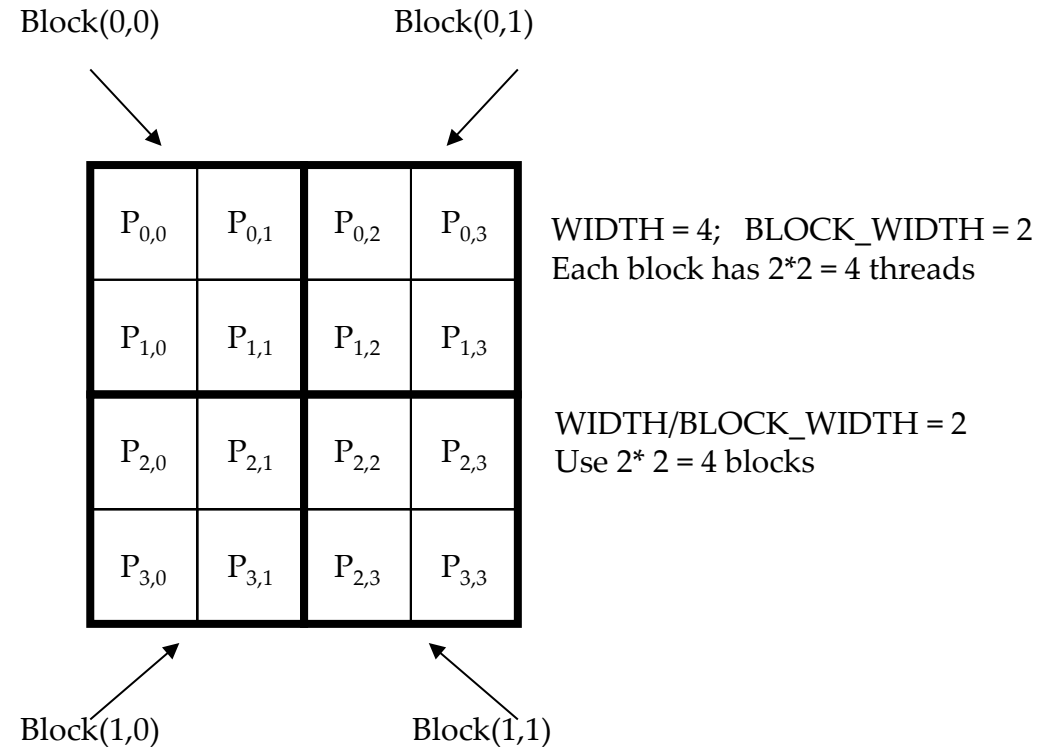 Block(0,0) Block(0,1)
P0,0 P0,1 P0,2 P0,3
WIDTH = 4; BLOCK_WIDTH = 2
Each block has 2*2 = 4 threads
P1,0 P1,1 P1,2 P1,3
P2,0 P2,1 P2,2 P2,3
WIDTH/BLOCK_WIDTH = 2
Use 2* 2 = 4 blocks
P3,0 P3,1 P2,3 P3,3
Block(1,0) Block(1,1)